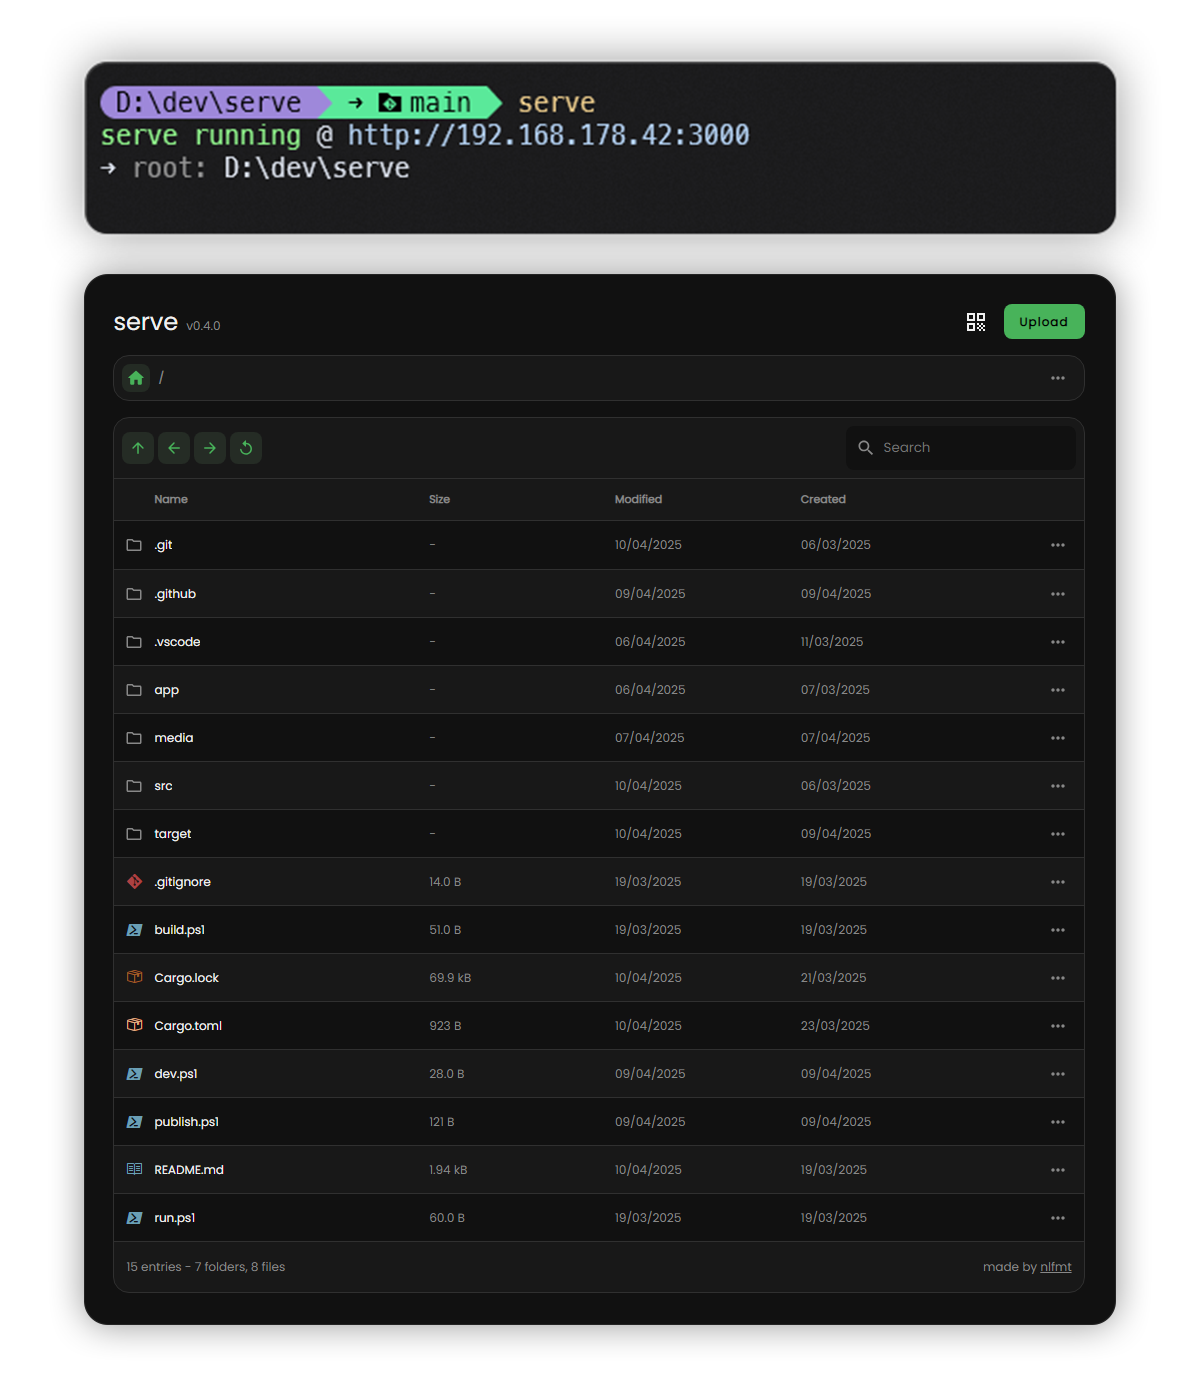 D:\dev\serve → main serve
serve running @ http://192.168.178.42:3000
→ root: D:\dev\serve
serve v0.4.0 Upload
/
Search
Name Size Modified Created
.git - 10/04/2025 06/03/2025
.github - 09/04/2025 09/04/2025
.vscode - 06/04/2025 11/03/2025
app - 06/04/2025 07/03/2025
media - 07/04/2025 07/04/2025
src - 10/04/2025 06/03/2025
target - 10/04/2025 09/04/2025
.gitignore 14.0 B 19/03/2025 19/03/2025
build.ps1 51.0 B 19/03/2025 19/03/2025
Cargo.lock 69.9 kB 10/04/2025 21/03/2025
Cargo.toml 923 B 10/04/2025 23/03/2025
dev.ps1 28.0 B 09/04/2025 09/04/2025
publish.ps1 121 B 09/04/2025 09/04/2025
README.md 1.94 kB 10/04/2025 19/03/2025
run.ps1 60.0 B 19/03/2025 19/03/2025
15 entries - 7 folders, 8 files made by nlfmt